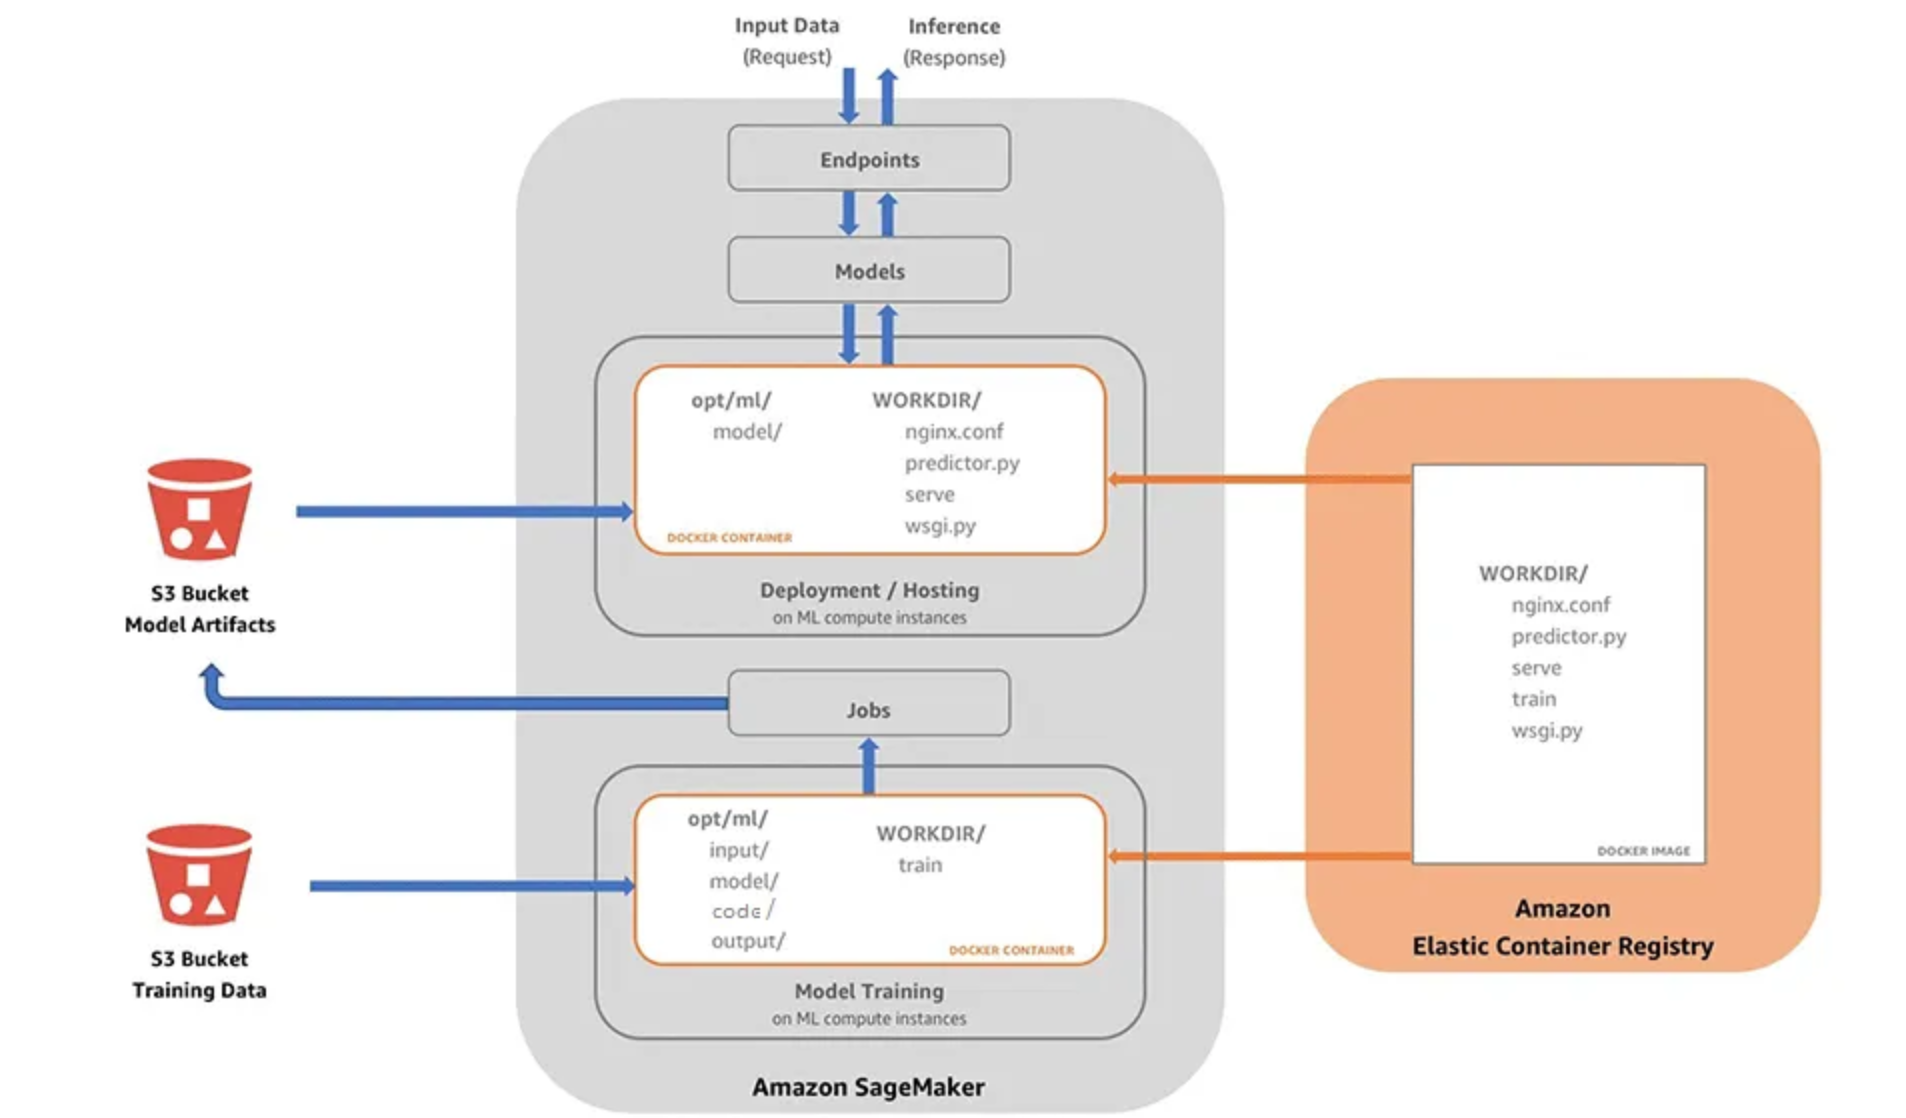 Input Data
(Request)
Inference
(Response)
Endpoints
Models
opt/ml/
model/
WORKDIR/
nginx.conf
predictor.py
serve
wsgi.py
DOCKER CONTAINER
Deployment / Hosting
on ML compute instances
S3 Bucket
Model Artifacts
Jobs
opt/ml/
input/
model/
code/
output/
WORKDIR/
train
DOCKER CONTAINER
Model Training
on ML compute instances
S3 Bucket
Training Data
Amazon SageMaker
WORKDIR/
nginx.conf
predictor.py
serve
train
wsgi.py
DOCKER IMAGE
Amazon
Elastic Container Registry